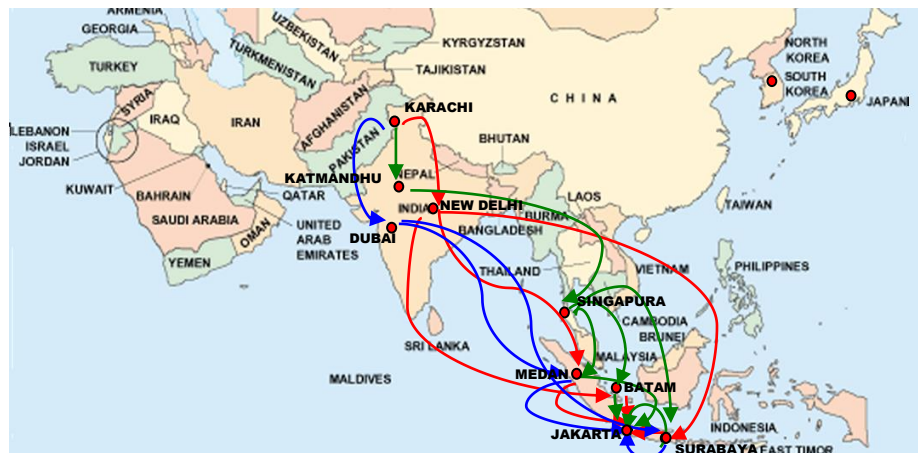 ARMENIA
GEORGIA
UZBEKISTAN
KYRGYZSTAN
NORTH
KOREA
TURKEY
TURKMENISTAN
TAJIKISTAN
SOUTH
KOREA
CHINA
JAPAN
SYRIA
IRAQ
IRAN
AFGHANISTAN
KARACHI
LEBANON
ISRAEL
JORDAN
PAKISTAN
BHUTAN
KUWAIT
KATMANDHU
NEPAL
BAHRAIN
QATAR
LAOS
TAIWAN
SAUDI ARABIA
INDIA
NEW DELHI
BURMA
OMAN
UNITED
ARAB
EMIRATES
DUBAI
BANGLADESH
YEMEN
THAILAND
VIETNAM
PHILIPPINES
SINGAPURA
CAMBODIA
BRUNEI
SRI LANKA
MALAYSIA
MALDIVES
MEDAN
BATAM
JAKARTA
INDONESIA
SURABAYA
EAST TIMOR